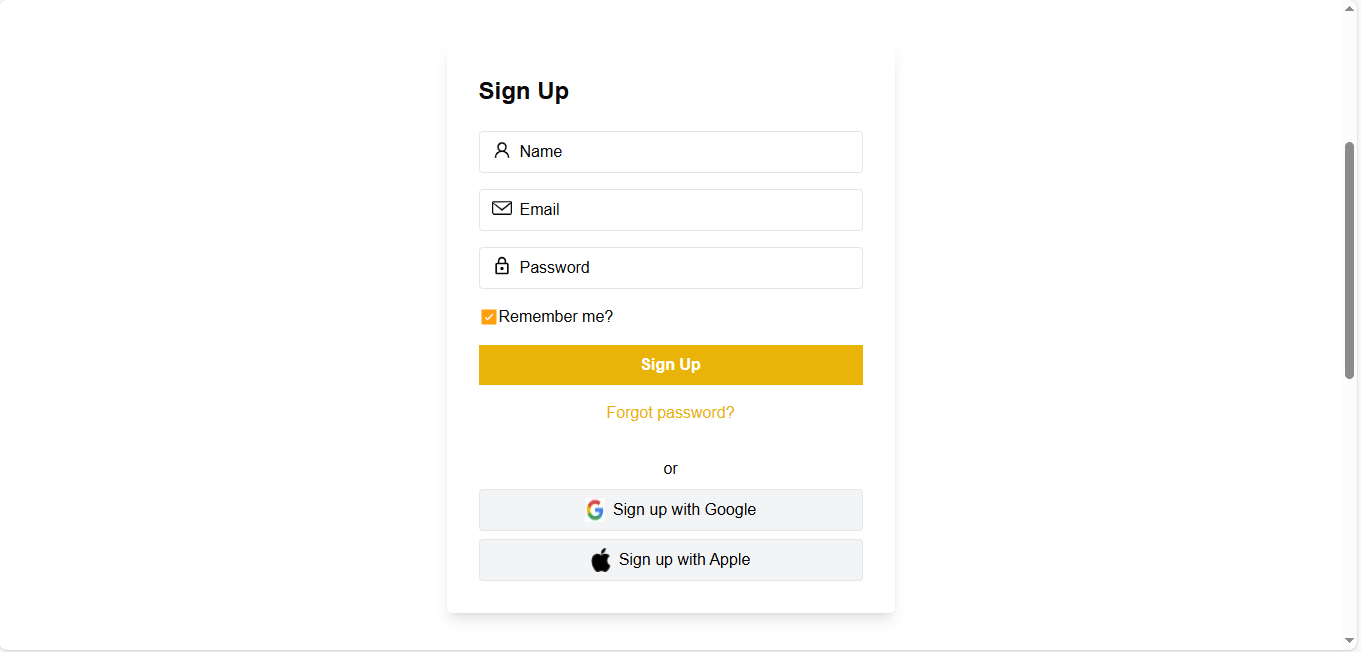 Sign Up
Name
Email
Password
Remember me?
Sign Up
Forgot password?
or
Sign up with Google
Sign up with Apple